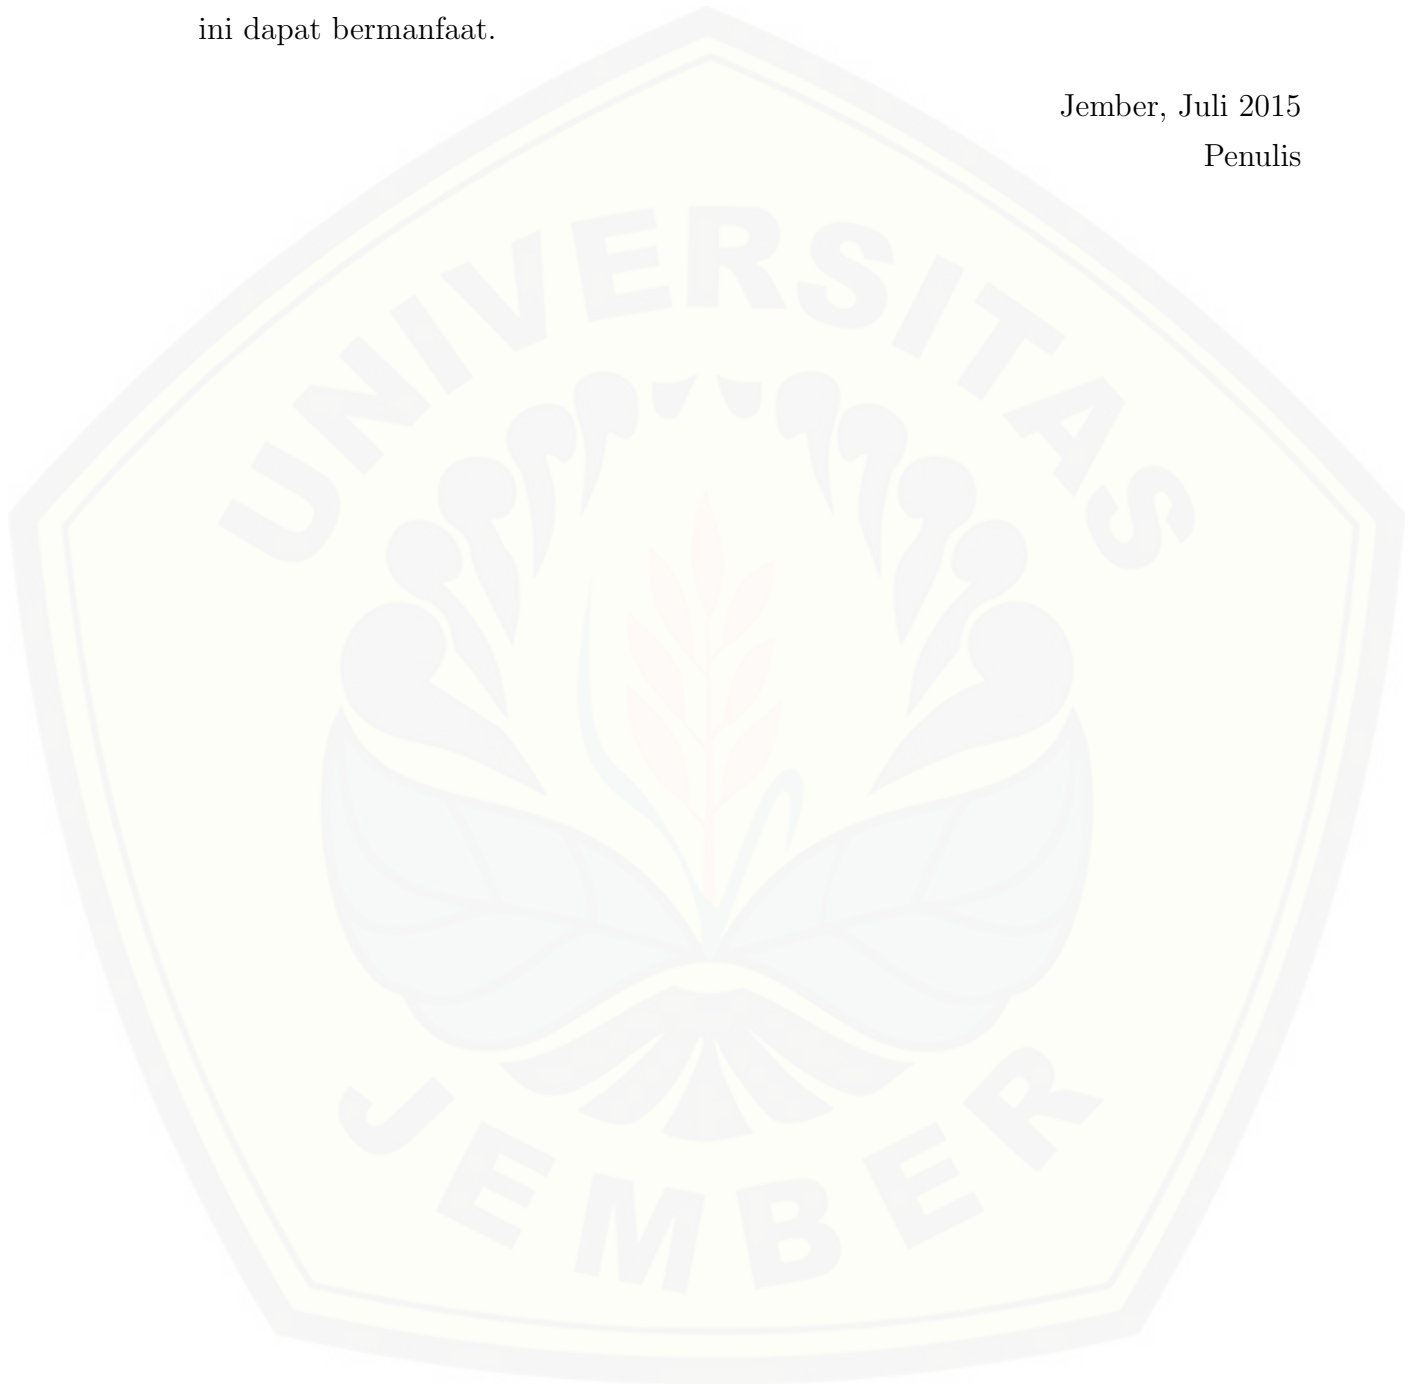 ini dapat bermanfaat.
Jember, Juli 2015
Penulis
UNIVERSITAS
JEMBER